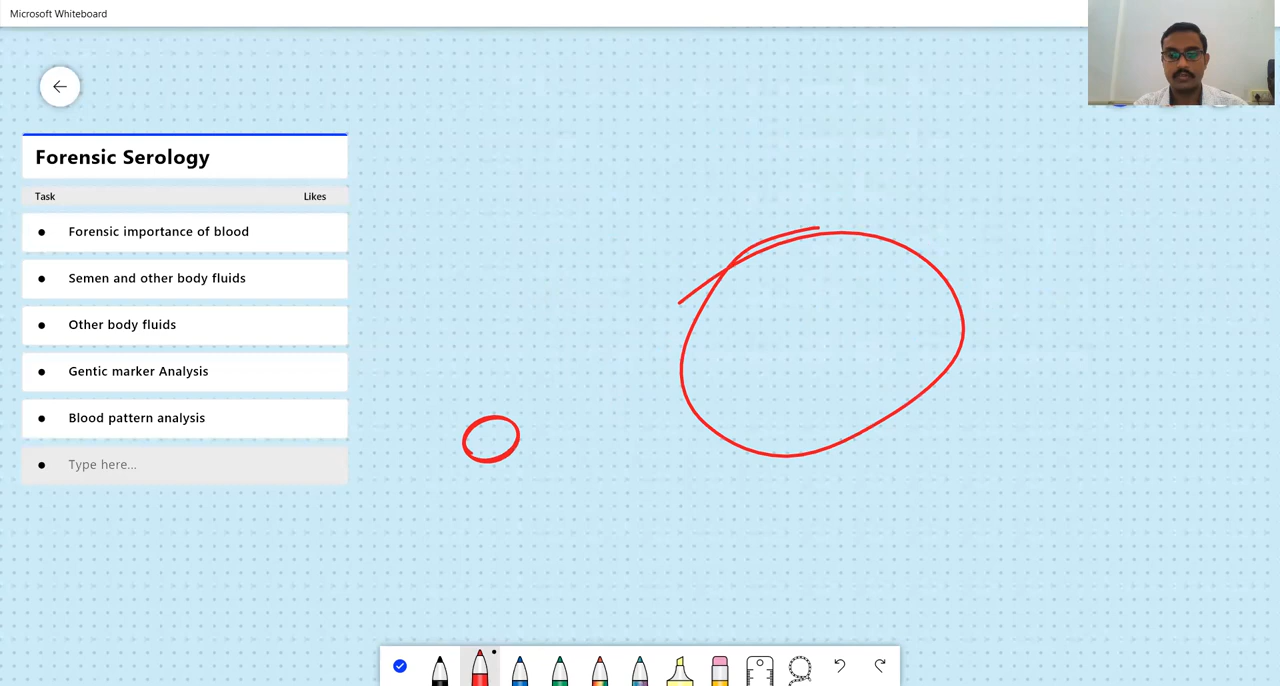 Microsoft Whiteboard
Forensic Serology
Task Likes
Forensic importance of blood
Semen and other body fluids
Other body fluids
Gentic marker Analysis
Blood pattern analysis
Type here...